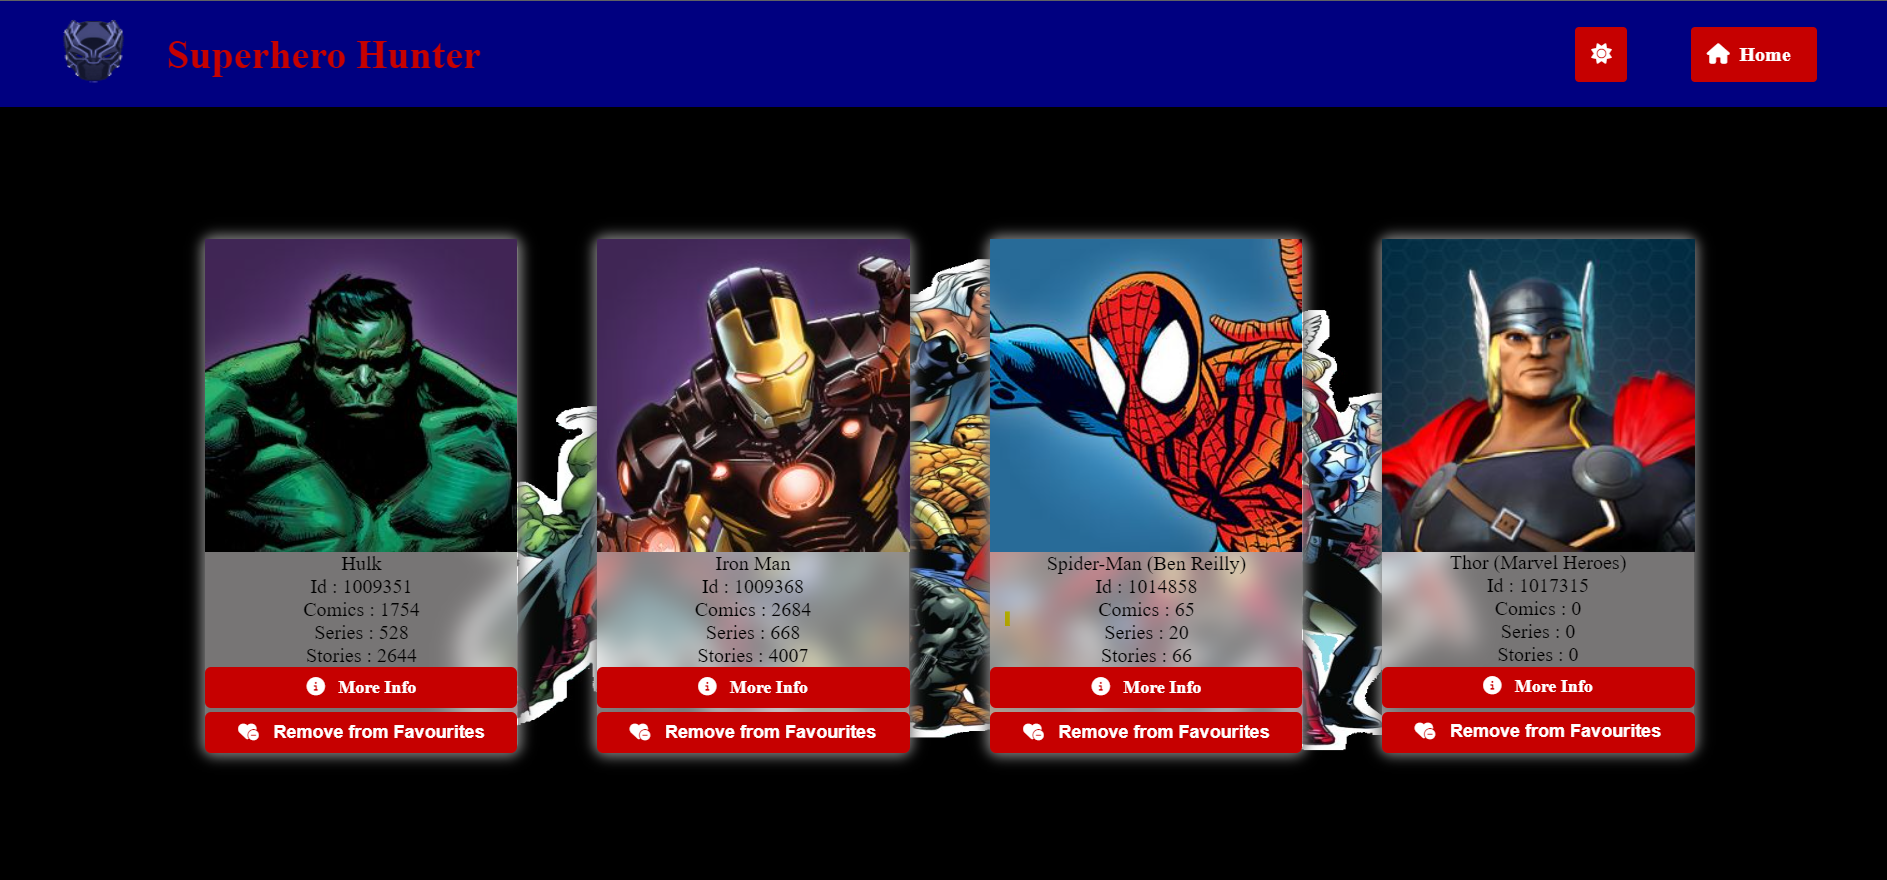 Superhero Hunter
Home
Hulk
Id : 1009351
Comics : 1754
Series : 528
Stories : 2644
More Info
Remove from Favourites
Iron Man
Id : 1009368
Comics : 2684
Series : 668
Stories : 4007
More Info
Remove from Favourites
Spider-Man (Ben Reilly)
Id : 1014858
Comics : 65
Series : 20
Stories : 66
More Info
Remove from Favourites
Thor (Marvel Heroes)
Id : 1017315
Comics : 0
Series : 0
Stories : 0
More Info
Remove from Favourites